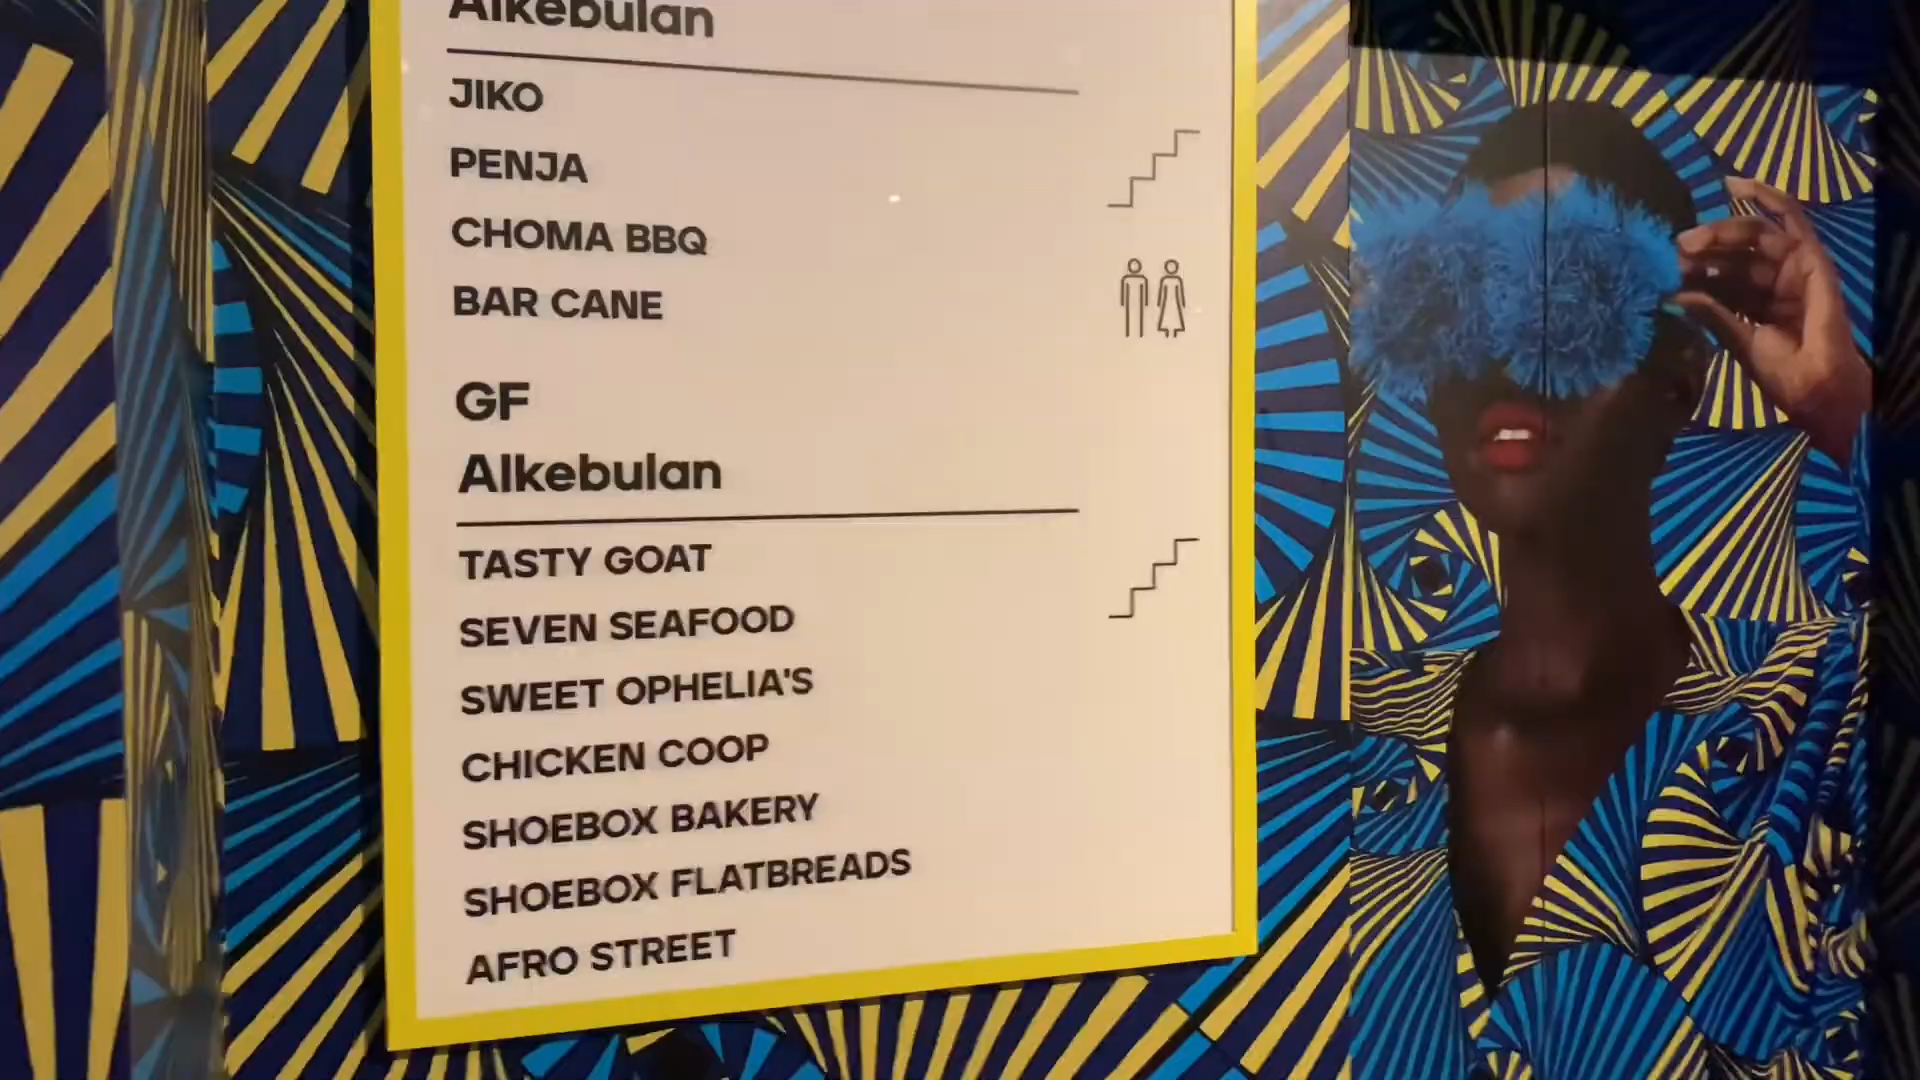 Alkebulan
JIKO
PENJA
CHOMA BBQ
BAR CANE
GF
Alkebulan
TASTY GOAT
SEVEN SEAFOOD
SWEET OPHELIA'S
CHICKEN COOP
SHOEBOX BAKERY
SHOEBOX FLATBREADS
AFRO STREET